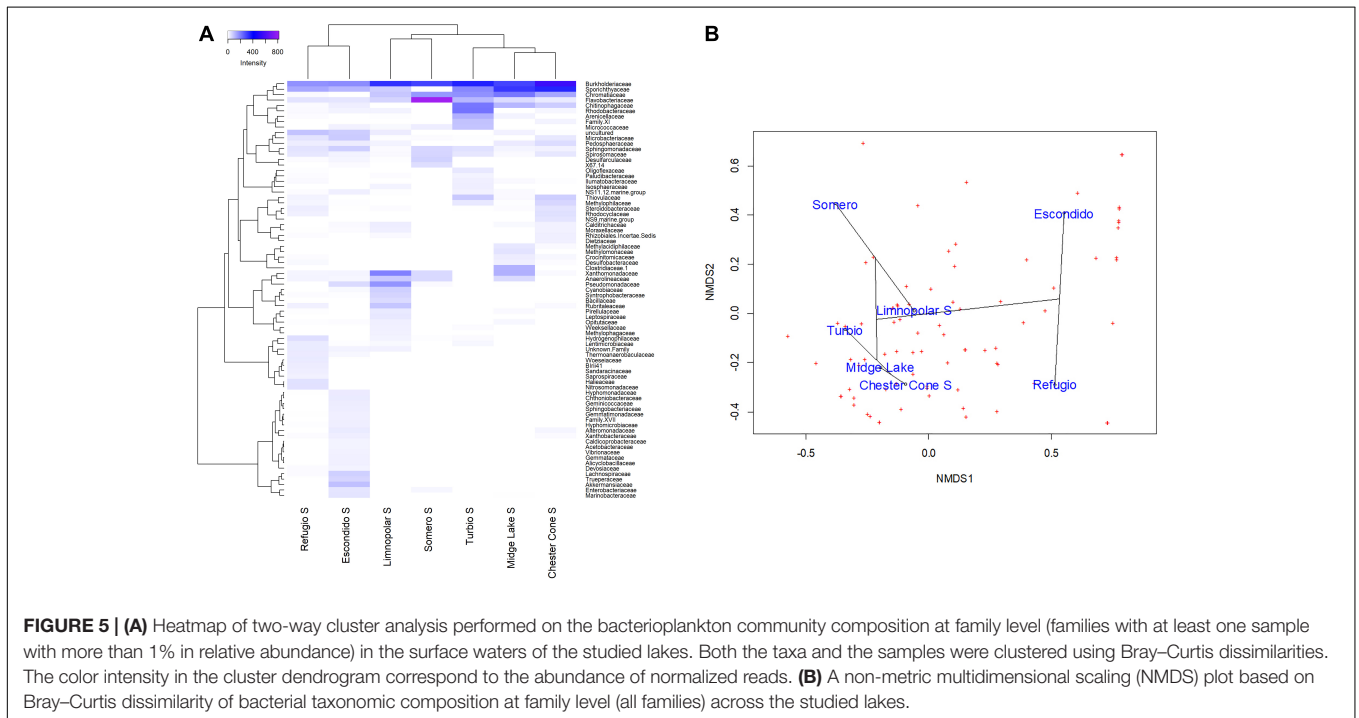 A
0 400 800
Intensity
Burkholderiaceae
Sporichthyaceae
Chromatiaceae
Flavobacteriaceae
Chitinophagaceae
Rhodobacteraceae
Arenicellaceae
Family.XI
Micrococcaceae
uncultured
Microbacteriaceae
Pedosphaeraceae
Sphingomonadaceae
Spirosomaceae
Desulfarculaceae
X67.14
Oligoflexaceae
Paludibacteraceae
Ilumatobacteraceae
Isosphaeraceae
NS11.12.marine.group
Thiovulaceae
Methylophilaceae
Steroidobacteraceae
Rhodocyclaceae
NS9.marine.group
Calditrichaceae
Moraxellaceae
Rhizobiales.Incertae.Sedis
Dietziaceae
Methylacidiphilaceae
Methylomonaceae
Crocinitomicaceae
Desulfobacteraceae
Clostridiaceae.1
Xanthomonadaceae
Anaerolineaceae
Pseudomonadaceae
Cyanobiaceae
Syntrophobacteraceae
Bacillaceae
Rubritaleaceae
Pirellulaceae
Leptospiraceae
Opitutaceae
Weeksellaceae
Methylophagaceae
Hydrogenophilaceae
Lentimicrobiaceae
Unknown.Family
Thermoanaerobaculaceae
Woeseiaceae
BIrii41
Sandaracinaceae
Saprospiraceae
Halieaceae
Nitrosomonadaceae
Hyphomonadaceae
Chthoniobacteraceae
Geminicoccaceae
Sphingobacteriaceae
Gemmatimonadaceae
Family.XVII
Hyphomicrobiaceae
Alteromonadaceae
Xanthobacteraceae
Caldicoprobacteraceae
Acetobacteraceae
Vibrionaceae
Gemmataceae
Alicyclobacillaceae
Devosiaceae
Lachnospiraceae
Trueperaceae
Akkermansiaceae
Enterobacteriaceae
Marinobacteraceae
Refugio S
Escondido S
Limnopolar S
Somero S
Turbio S
Midge Lake S
Chester Cone S
B
NMDS2
0.6
0.4
0.2
0.0
-0.2
-0.4
Somero
Escondido
Limnopolar S
Turbio
Midge Lake
Chester Cone S
Refugio
-0.5 0.0 0.5
NMDS1
FIGURE 5 | (A) Heatmap of two-way cluster analysis performed on the bacterioplankton community composition at family level (families with at least one sample
with more than 1% in relative abundance) in the surface waters of the studied lakes. Both the taxa and the samples were clustered using Bray–Curtis dissimilarities.
The color intensity in the cluster dendrogram correspond to the abundance of normalized reads. (B) A non-metric multidimensional scaling (NMDS) plot based on
Bray–Curtis dissimilarity of bacterial taxonomic composition at family level (all families) across the studied lakes.